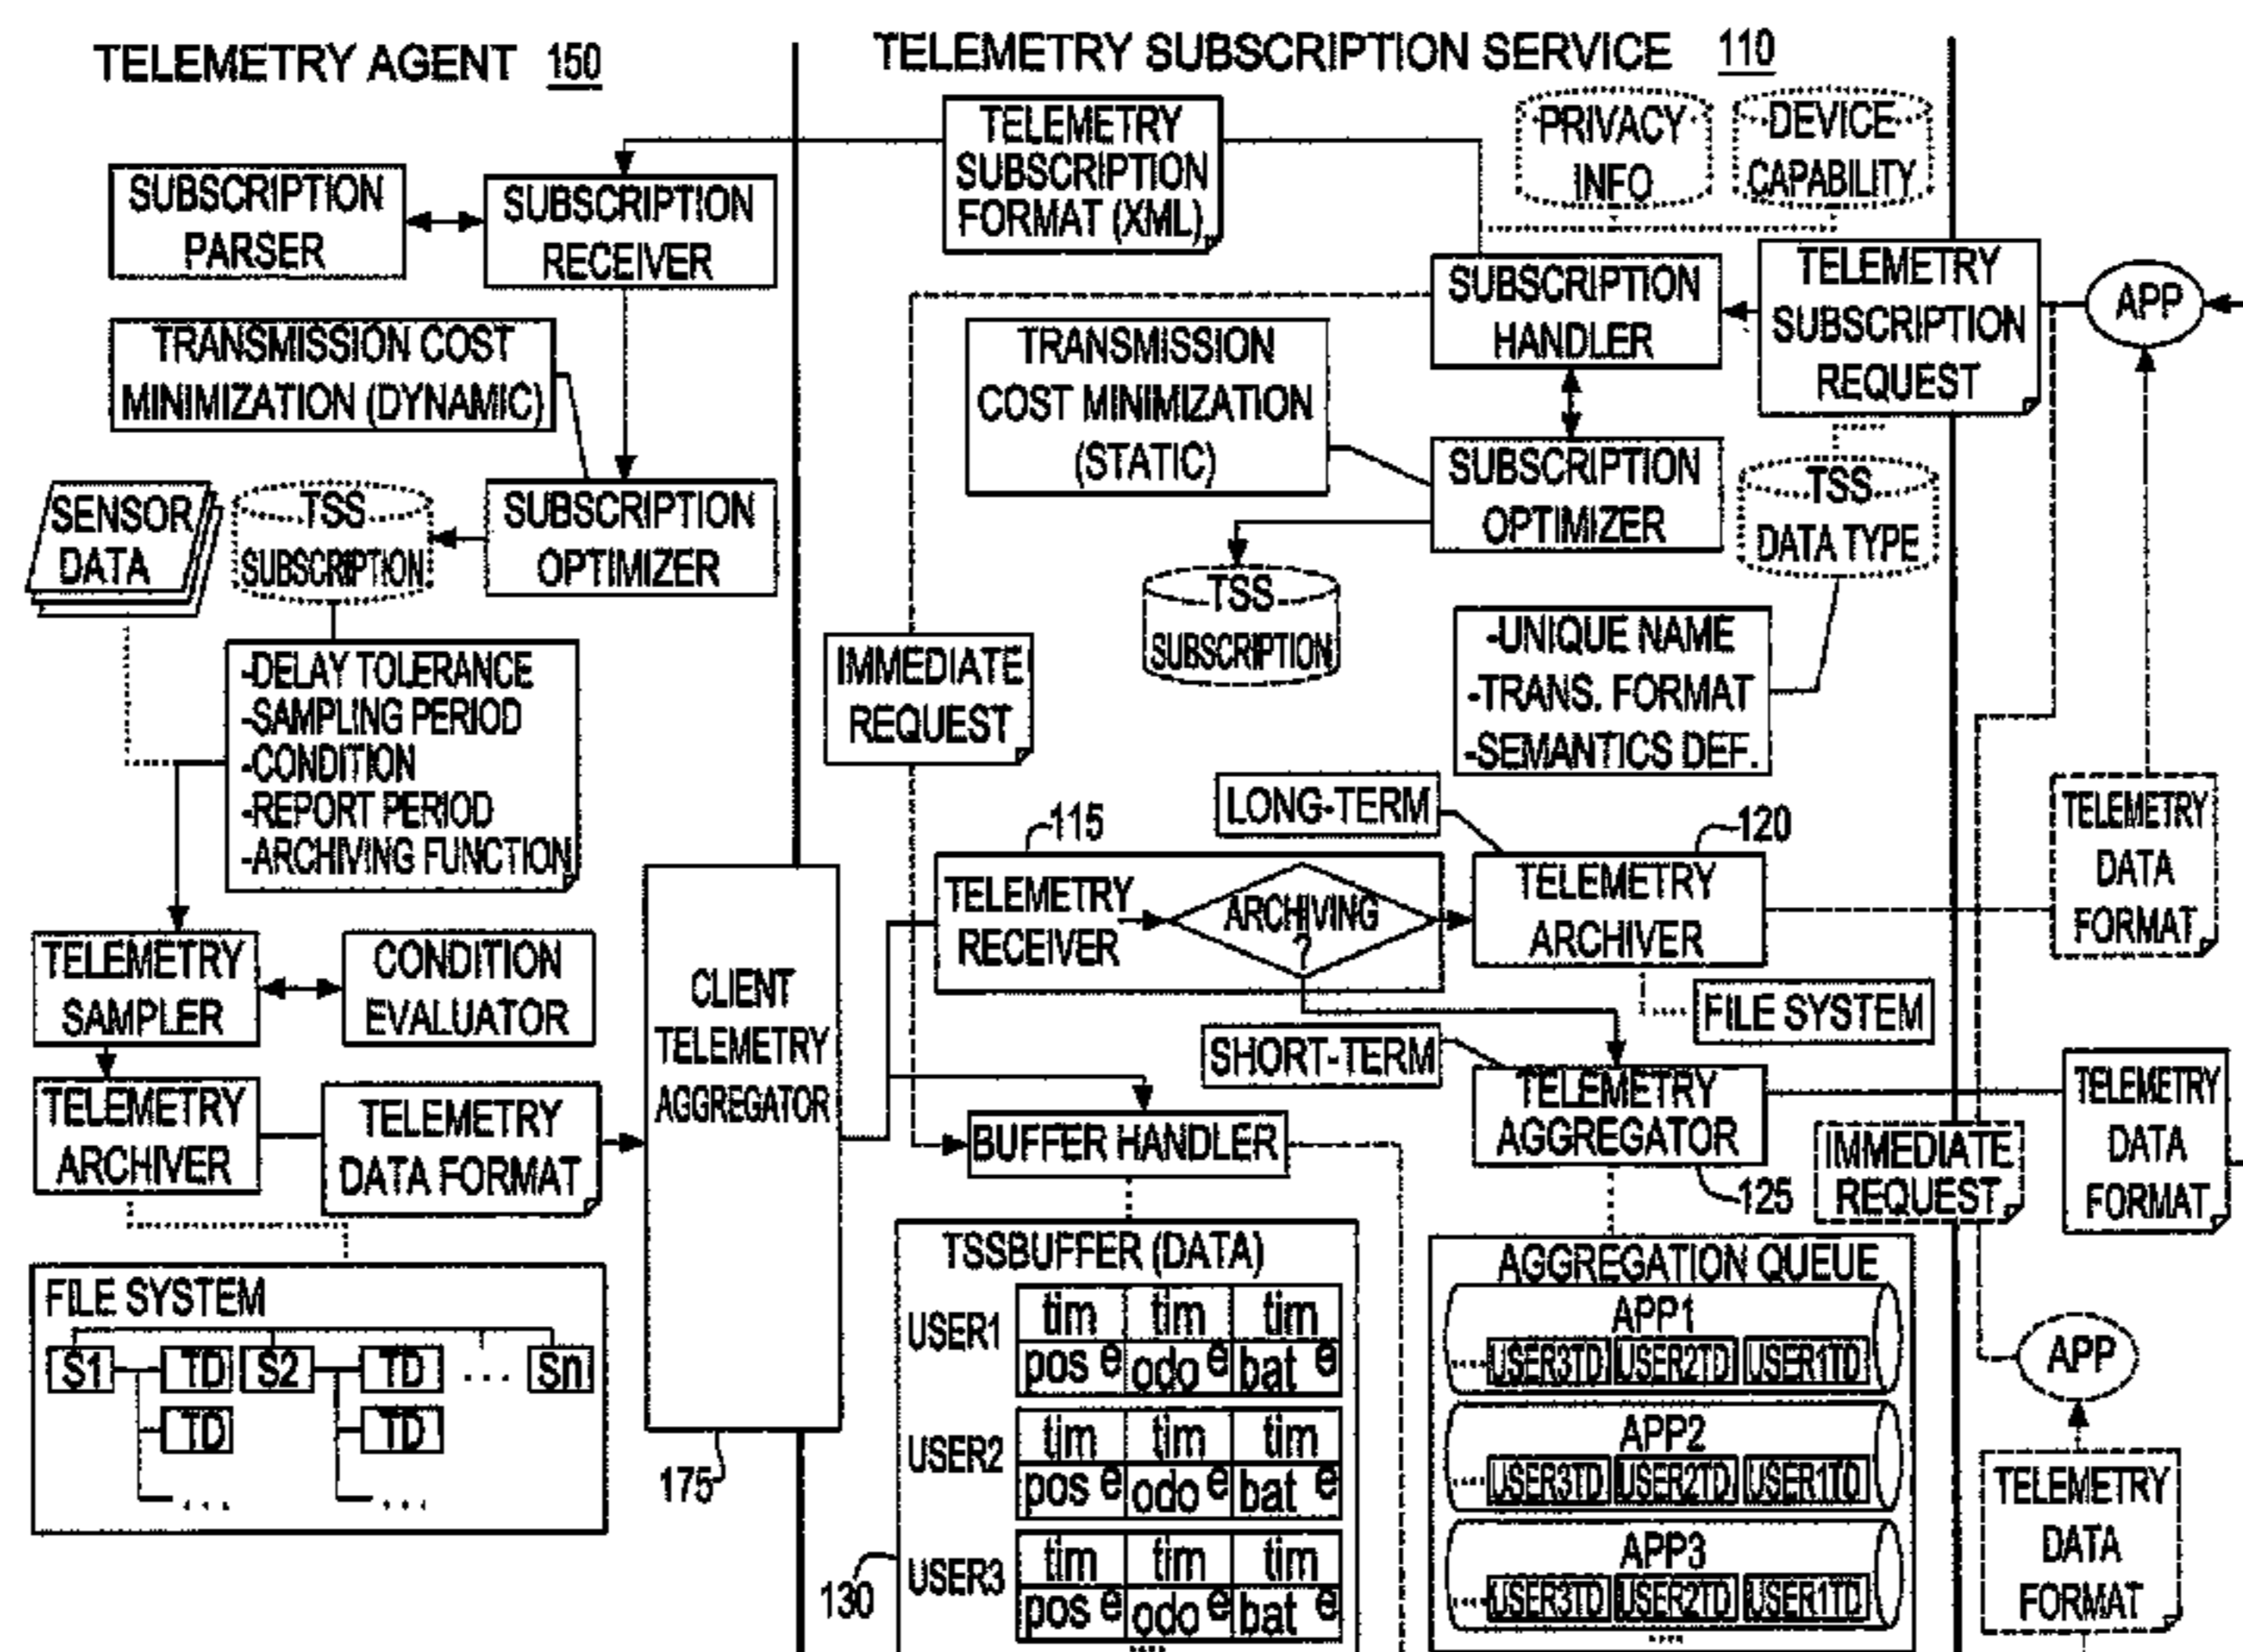 TELEMETRY AGENT 150
TELEMETRY SUBSCRIPTION SERVICE 110
SUBSCRIPTION
PARSER
SUBSCRIPTION
RECEIVER
TELEMETRY
SUBSCRIPTION
FORMAT (XML)
PRIVACY
INFO
DEVICE
CAPABILITY
TRANSMISSION COST
MINIMIZATION (DYNAMIC)
TRANSMISSION
COST MINIMIZATION
(STATIC)
SUBSCRIPTION
HANDLER
TELEMETRY
SUBSCRIPTION
REQUEST
APP
SENSOR
DATA
TSS
SUBSCRIPTION
SUBSCRIPTION
OPTIMIZER
SUBSCRIPTION
OPTIMIZER
TSS
DATA TYPE
TSS
SUBSCRIPTION
-DELAY TOLERANCE
-SAMPLING PERIOD
-CONDITION
-REPORT PERIOD
-ARCHIVING FUNCTION
IMMEDIATE
REQUEST
-UNIQUE NAME
-TRANS. FORMAT
-SEMANTICS DEF.
LONG-TERM
115
120
TELEMETRY
RECEIVER
ARCHIVING
?
TELEMETRY
ARCHIVER
TELEMETRY
DATA
FORMAT
TELEMETRY
SAMPLER
CONDITION
EVALUATOR
CLIENT
TELEMETRY
AGGREGATOR
FILE SYSTEM
SHORT-TERM
TELEMETRY
AGGREGATOR
125
TELEMETRY
DATA
FORMAT
TELEMETRY
ARCHIVER
TELEMETRY
DATA FORMAT
BUFFER HANDLER
IMMEDIATE
REQUEST
FILE SYSTEM
S1 TD S2 TD ... Sn
TD TD
... ...
175
TSSBUFFER (DATA)
USER1
tim tim tim
pos e odo e bat e
USER2
tim tim tim
pos e odo e bat e
USER3
tim tim tim
pos e odo e bat e
....
130
AGGREGATION QUEUE
APP1
....USER3TD USER2TD USER1TD
APP2
....USER3TD USER2TD USER1TD
APP3
....USER3TD USER2TD USER1TD
....
APP
TELEMETRY
DATA
FORMAT